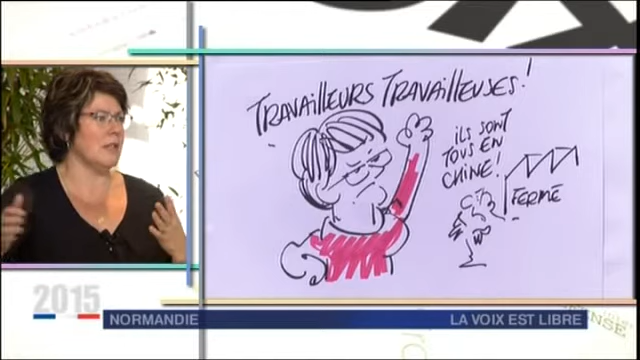 TRAVAILLEURS TRAVAILLEUSES!
ILS SONT
TOUS EN
CHINE!
FERMÉ
2015
NORMANDIE
LA VOIX EST LIBRE